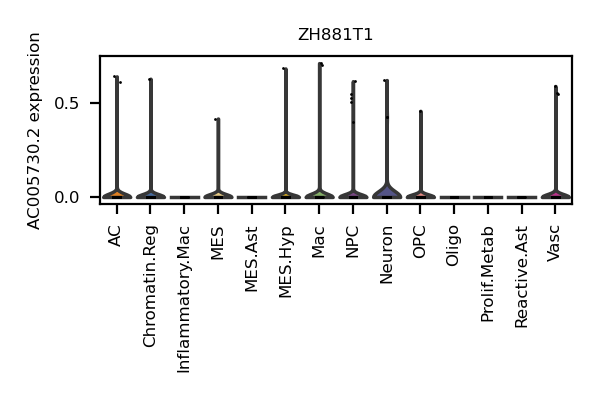 ZH881T1
AC005730.2 expression
0.5
0.0
AC
Chromatin.Reg
Inflammatory.Mac
MES
MES.Ast
MES.Hyp
Mac
NPC
Neuron
OPC
Oligo
Prolif.Metab
Reactive.Ast
Vasc